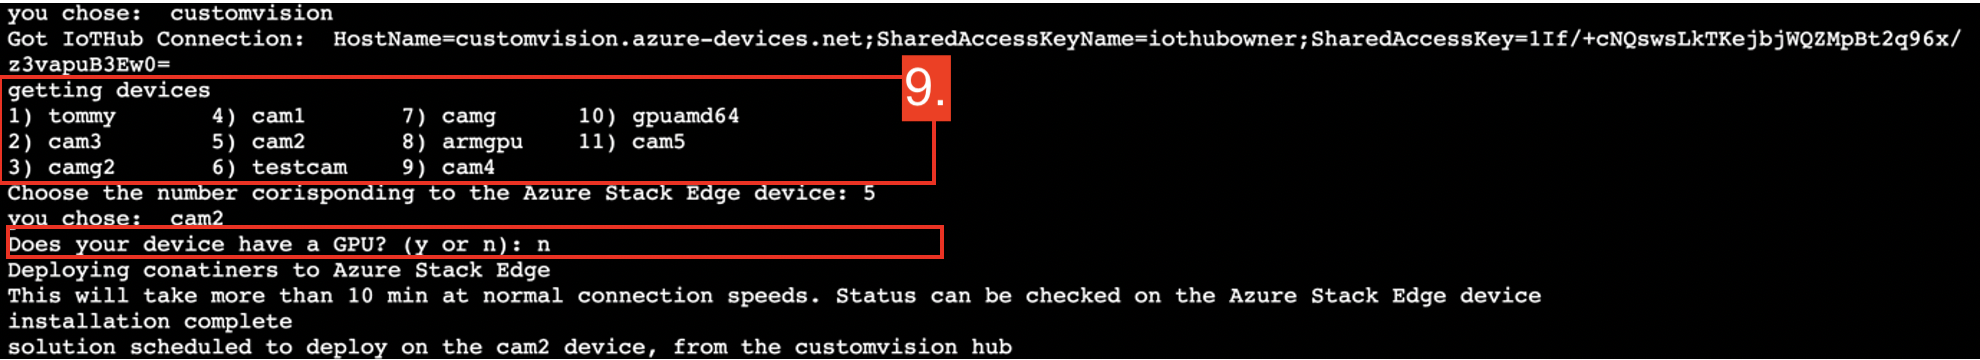 you chose:  customvision
Got IoTHub Connection:  HostName=customvision.azure-devices.net;SharedAccessKeyName=iothubowner;SharedAccessKey=1If/+cNQswsLkTKejbjWQZMpBt2q96x/
z3vapuB3Ew0=
9.
getting devices
1) tommy       4) cam1       7) camg      10) gpuamd64
2) cam3        5) cam2       8) armgpu    11) cam5
3) camg2       6) testcam    9) cam4
Choose the number corisponding to the Azure Stack Edge device: 5
you chose:  cam2
Does your device have a GPU? (y or n): n
Deploying conatiners to Azure Stack Edge
This will take more than 10 min at normal connection speeds. Status can be checked on the Azure Stack Edge device
installation complete
solution scheduled to deploy on the cam2 device, from the customvision hub